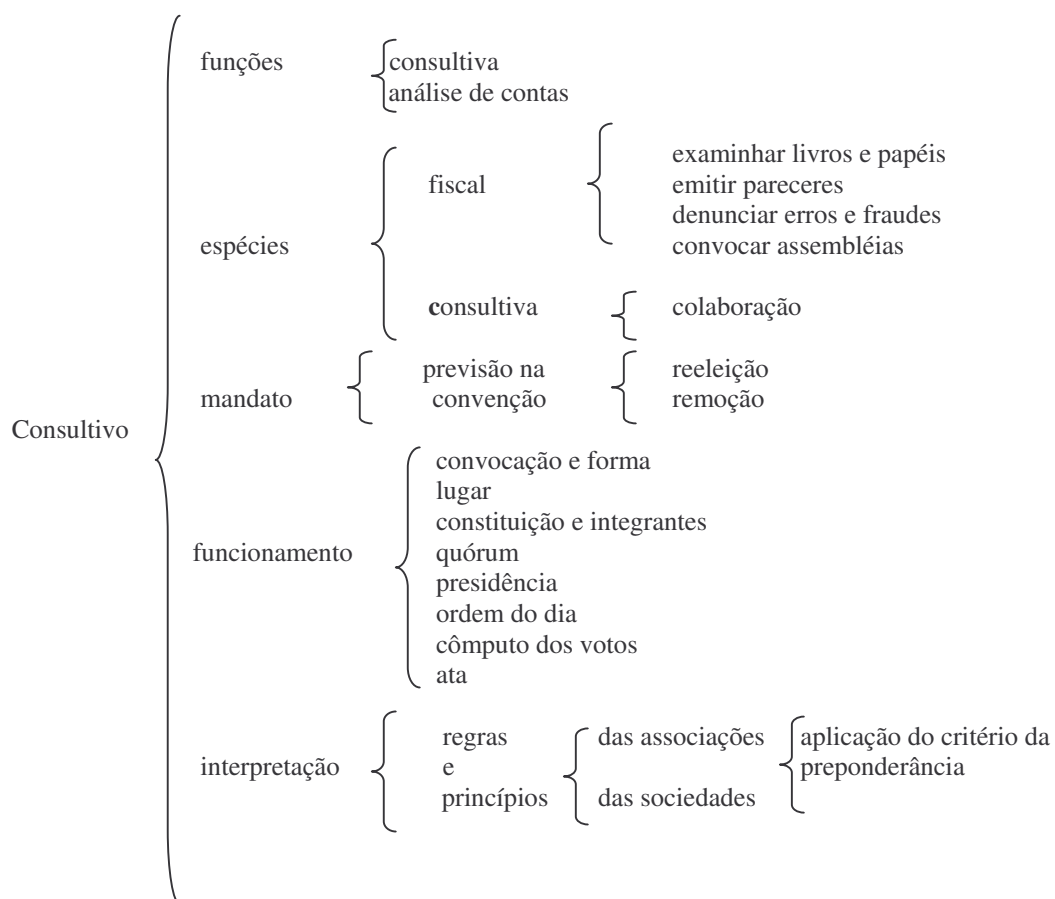 funções
consultiva
análise de contas
espécies
fiscal
examinhar livros e papéis
emitir pareceres
denunciar erros e fraudes
convocar assembléias
consultiva
colaboração
mandato
previsão na
convenção
reeleição
remoção
Consultivo
funcionamento
convocação e forma
lugar
constituição e integrantes
quórum
presidência
ordem do dia
cômputo dos votos
ata
interpretação
regras
e
princípios
das associações
das sociedades
aplicação do critério da
preponderância